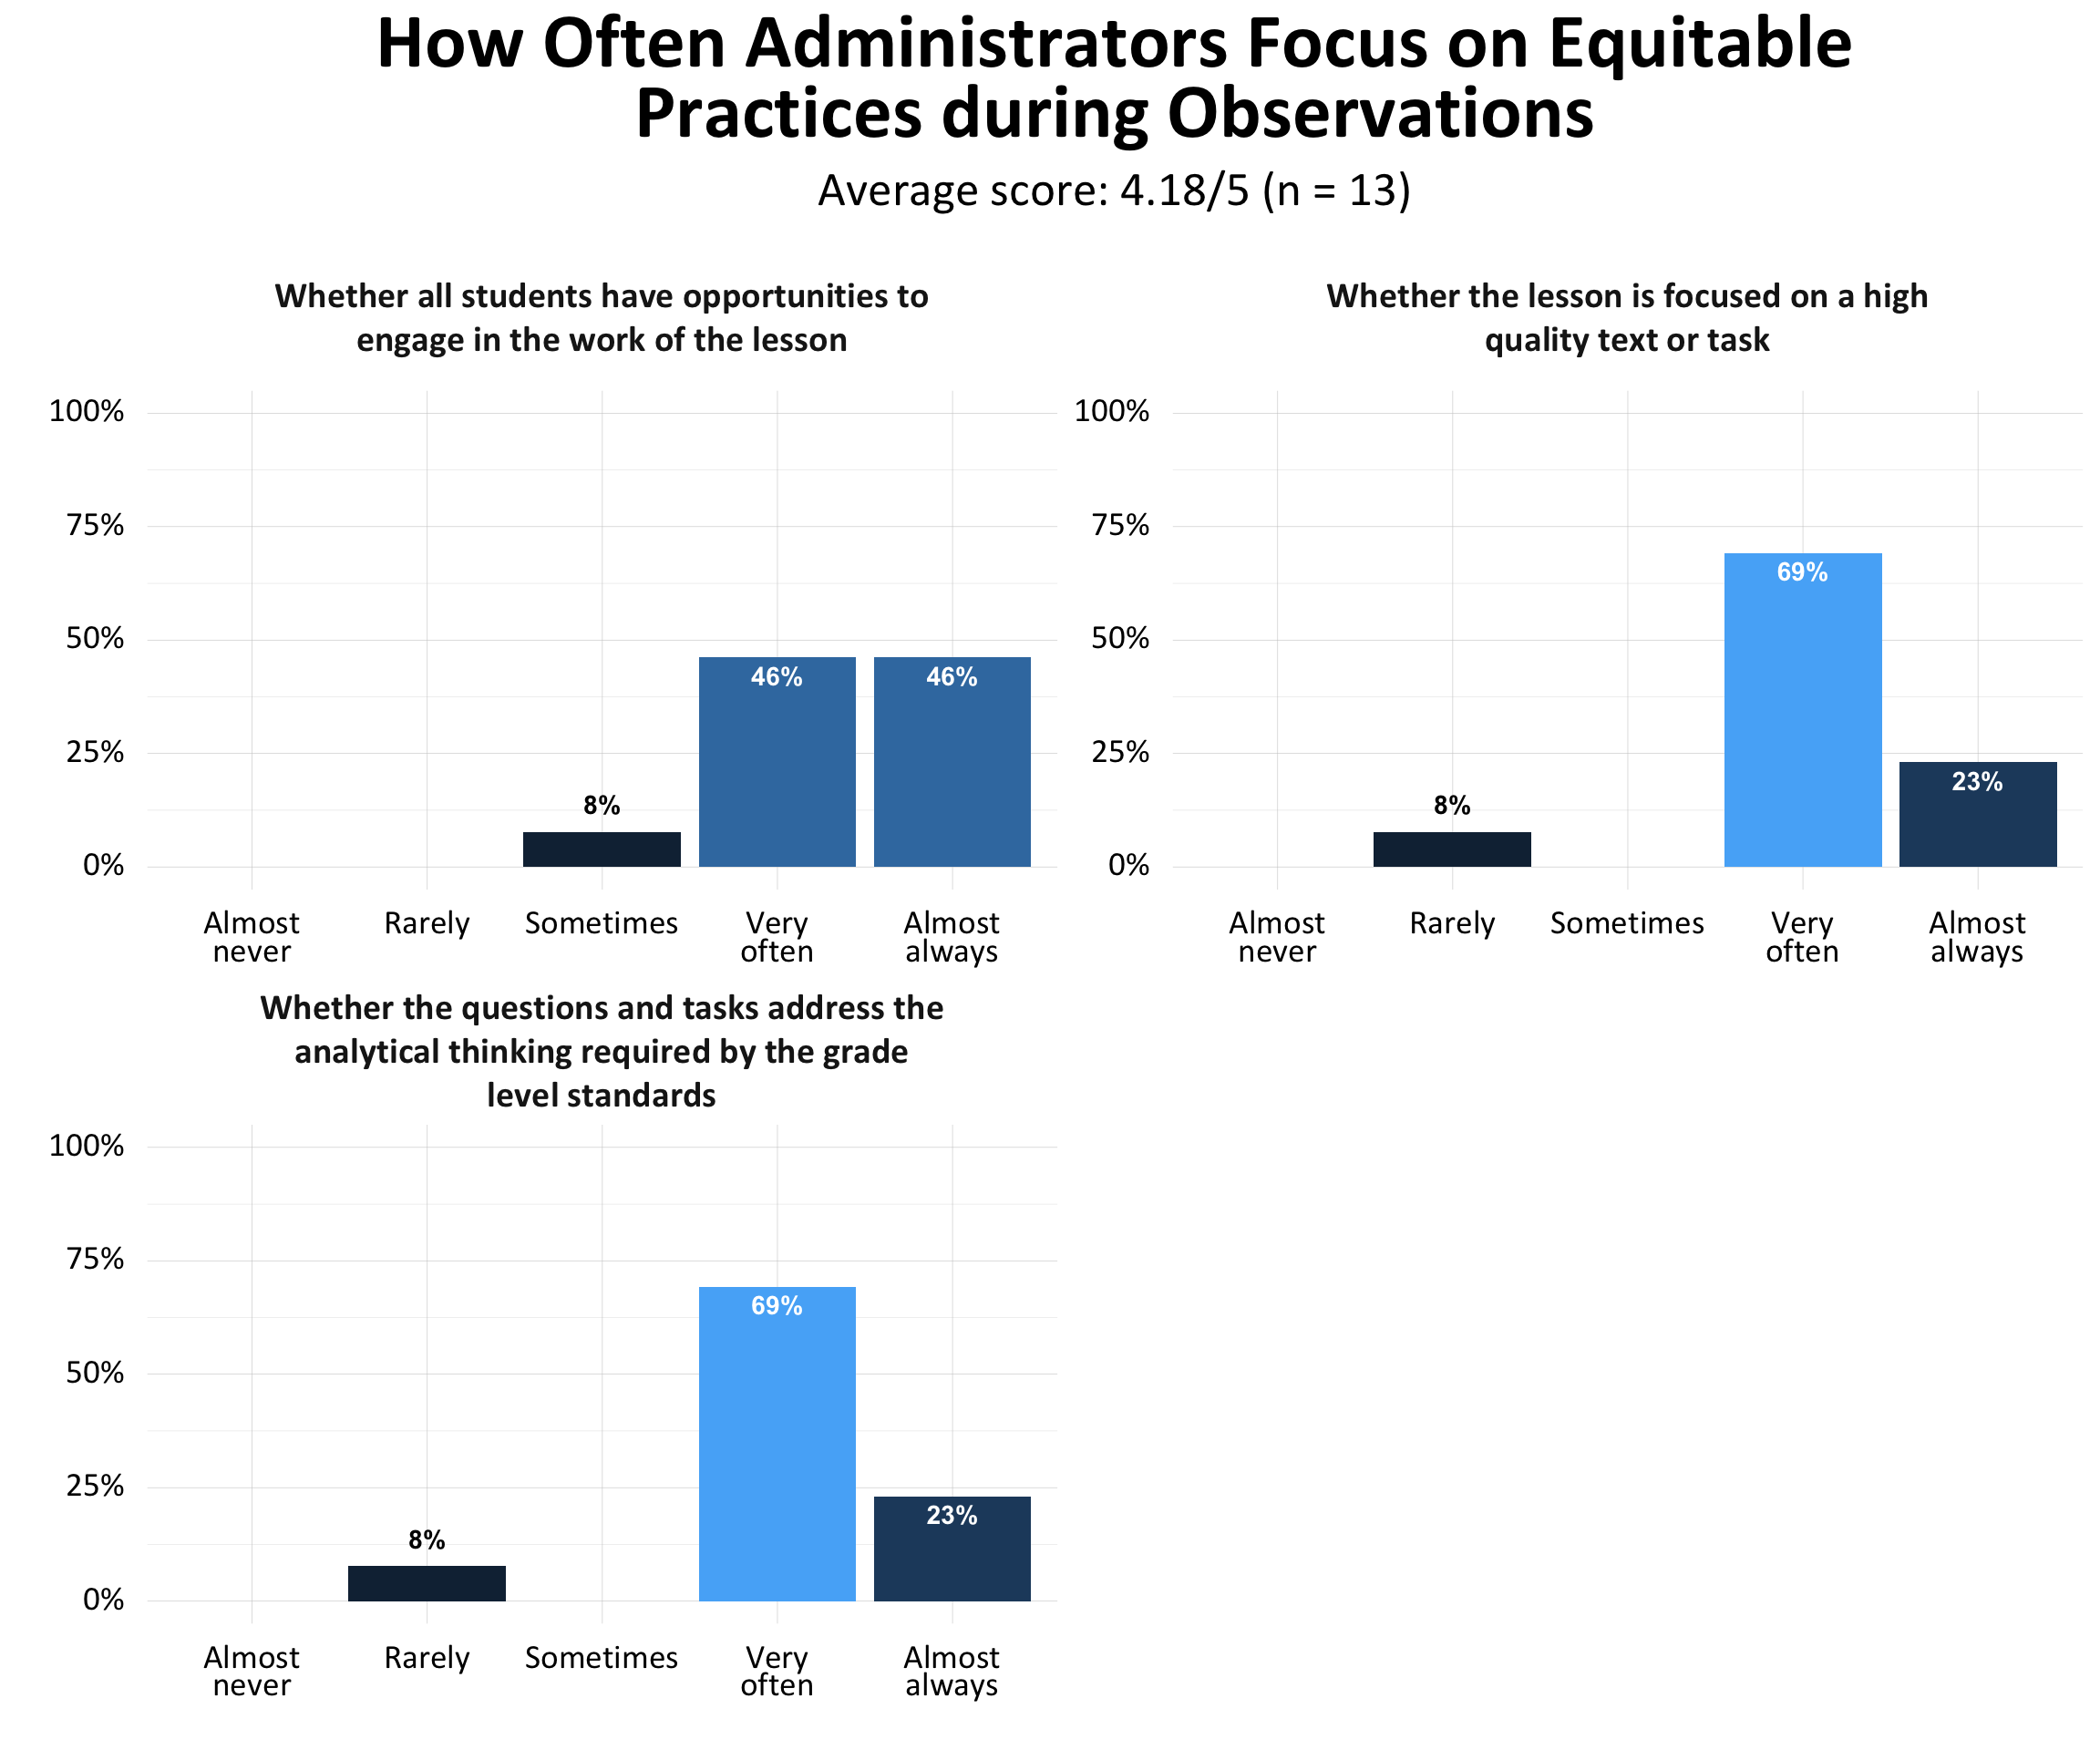 How Often Administrators Focus on Equitable
Practices during Observations
Average score: 4.18/5 (n = 13)
Whether all students have opportunities to
engage in the work of the lesson
100%
75%
50%
25%
0%
8%
46%
46%
Almost
never
Rarely
Sometimes
Very
often
Almost
always
Whether the lesson is focused on a high
quality text or task
100%
75%
50%
25%
0%
8%
69%
23%
Almost
never
Rarely
Sometimes
Very
often
Almost
always
Whether the questions and tasks address the
analytical thinking required by the grade
level standards
100%
75%
50%
25%
0%
8%
69%
23%
Almost
never
Rarely
Sometimes
Very
often
Almost
always